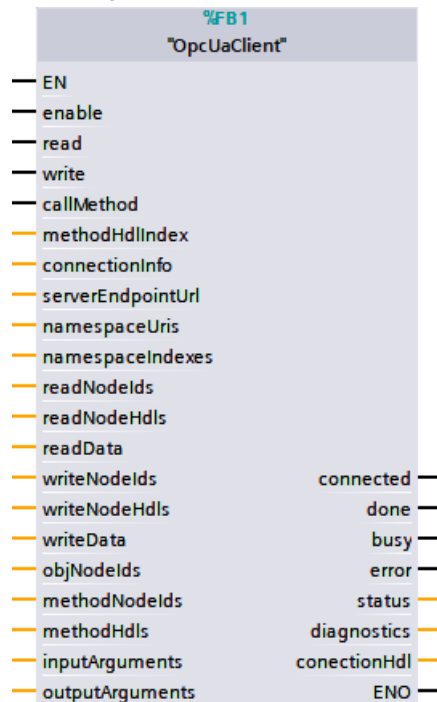 %FB1
"OpcUaClient"
EN
enable
read
write
callMethod
methodHdlIndex
connectionInfo
serverEndpointUrl
namespaceUris
namespaceIndexes
readNodeIds
readNodeHdls
readData
writeNodeIds connected
writeNodeHdls done
writeData busy
objNodeIds error
methodNodeIds status
methodHdls diagnostics
inputArguments conectionHdl
outputArguments ENO